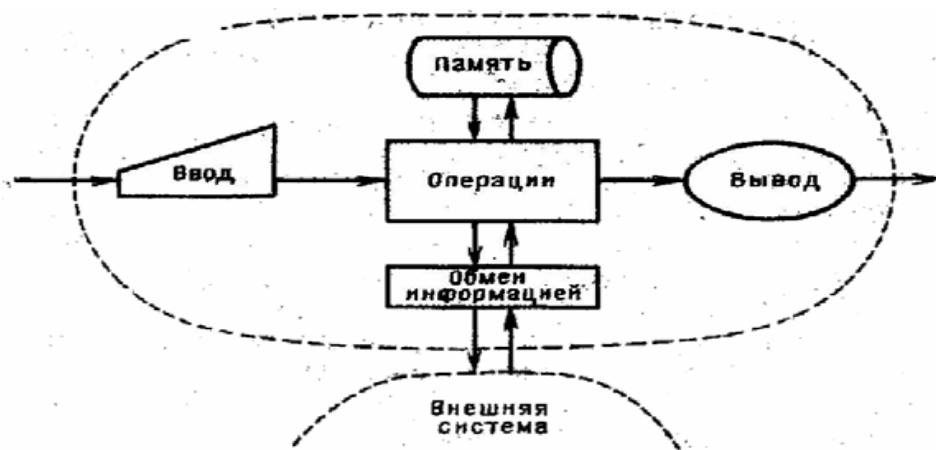 Память
Ввод
Операции
Вывод
Обмен
информацией
Внешняя
система